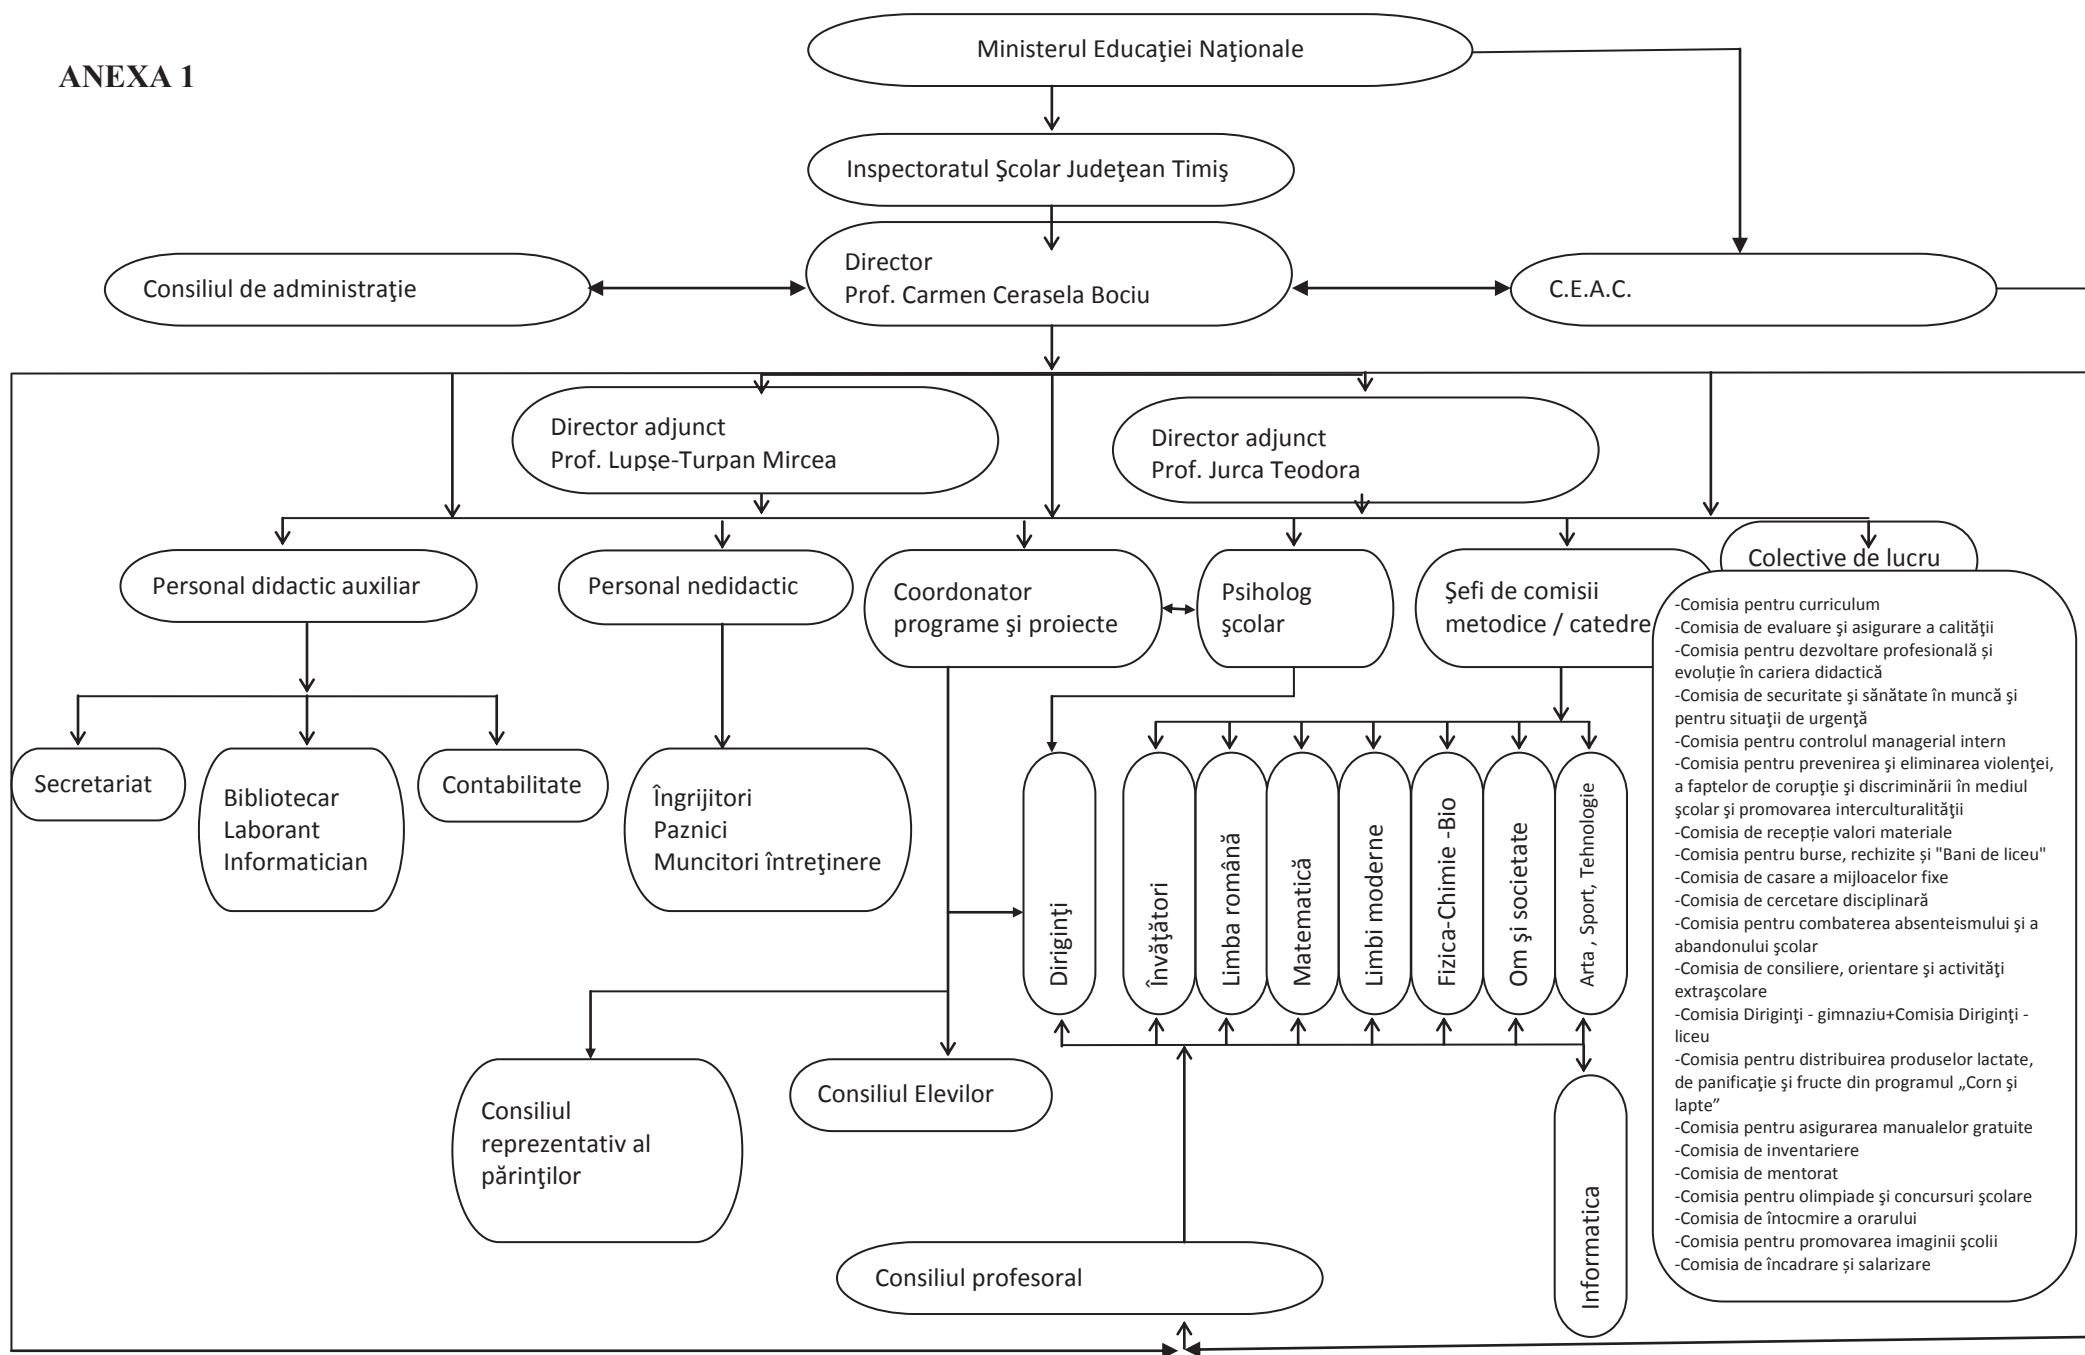 ANEXA 1
Ministerul Educaţiei Naţionale
Inspectoratul Şcolar Judeţean Timiş
Consiliul de administraţie
Director
Prof. Carmen Cerasela Bociu
C.E.A.C.
Director adjunct
Prof. Lupşe-Turpan Mircea
Director adjunct
Prof. Jurca Teodora
Personal didactic auxiliar
Personal nedidactic
Coordonator
programe şi proiecte
Psiholog
şcolar
Şefi de comisii
metodice / catedre
Colective de lucru
-Comisia pentru curriculum
-Comisia de evaluare şi asigurare a calităţii
-Comisia pentru dezvoltare profesională și
evoluție în cariera didactică
-Comisia de securitate şi sănătate în muncă şi
pentru situaţii de urgenţă
-Comisia pentru controlul managerial intern
-Comisia pentru prevenirea şi eliminarea violenţei,
a faptelor de corupţie şi discriminării în mediul
şcolar şi promovarea interculturalităţii
-Comisia de recepție valori materiale
-Comisia pentru burse, rechizite și "Bani de liceu"
-Comisia de casare a mijloacelor fixe
-Comisia de cercetare disciplinară
-Comisia pentru combaterea absenteismului şi a
abandonului şcolar
-Comisia de consiliere, orientare şi activităţi
extraşcolare
-Comisia Diriginţi - gimnaziu+Comisia Diriginţi -
liceu
-Comisia pentru distribuirea produselor lactate,
de panificaţie şi fructe din programul „Corn şi
lapte”
-Comisia pentru asigurarea manualelor gratuite
-Comisia de inventariere
-Comisia de mentorat
-Comisia pentru olimpiade şi concursuri şcolare
-Comisia de întocmire a orarului
-Comisia pentru promovarea imaginii şcolii
-Comisia de încadrare și salarizare
Secretariat
Bibliotecar
Laborant
Informatician
Contabilitate
Îngrijitori
Paznici
Muncitori întreţinere
Diriginţi
Învăţători
Limba română
Matematică
Limbi moderne
Fizica-Chimie -Bio
Om şi societate
Arta , Sport, Tehnologie
Consiliul
reprezentativ al
părinţilor
Consiliul Elevilor
Informatica
Consiliul profesoral